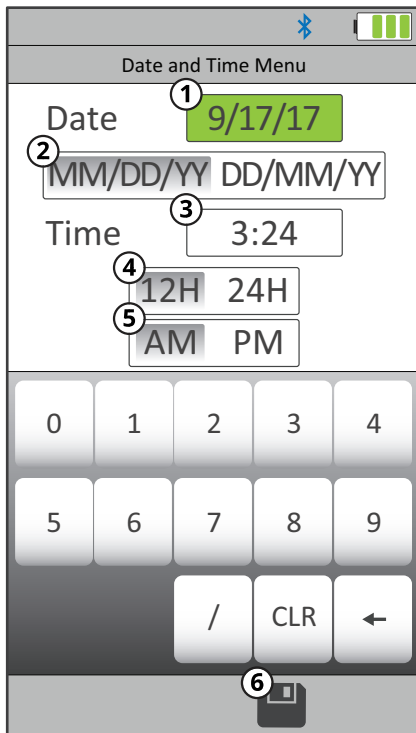 Date and Time Menu
1
Date 9/17/17
2
MM/DD/YY DD/MM/YY
3
Time 3:24
4
12H 24H
5
AM PM
0 1 2 3 4
5 6 7 8 9
/ CLR ←
6